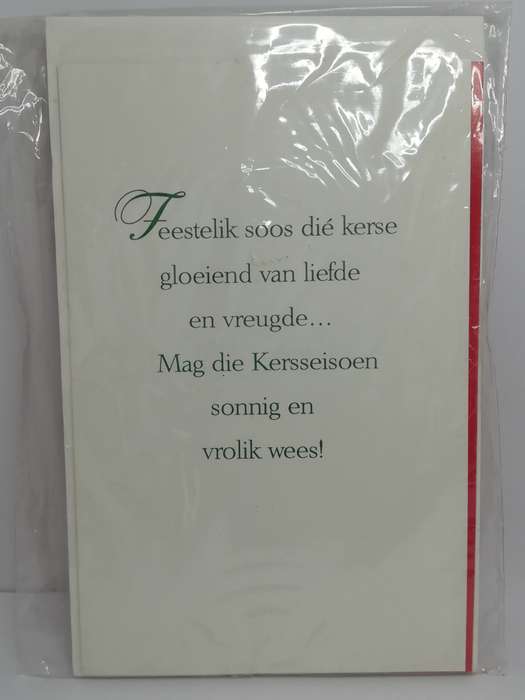 Feestelik soos dié kerse
gloeiend van liefde
en vreugde...
Mag die Kersseisoen
sonnig en
vrolik wees!